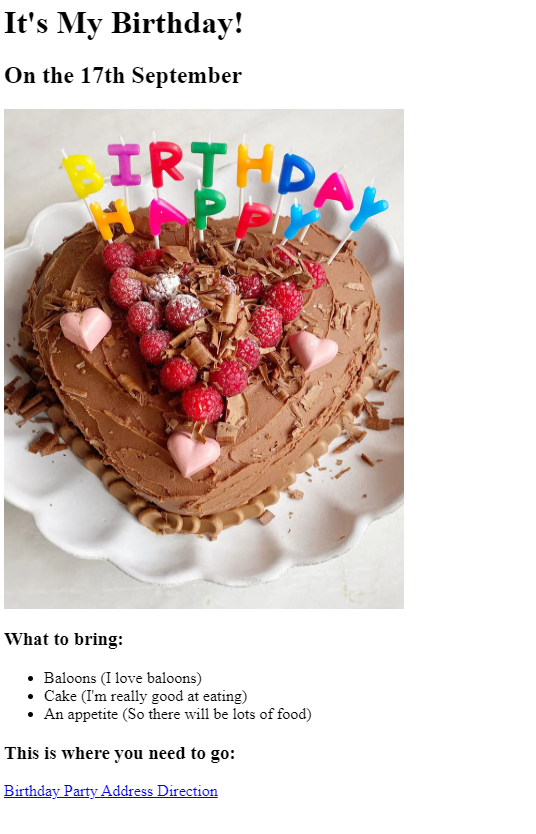 It's My Birthday!
On the 17th September
BIRTHDAY
HAPPY
What to bring:
Baloons (I love baloons)
Cake (I'm really good at eating)
An appetite (So there will be lots of food)
This is where you need to go:
Birthday Party Address Direction